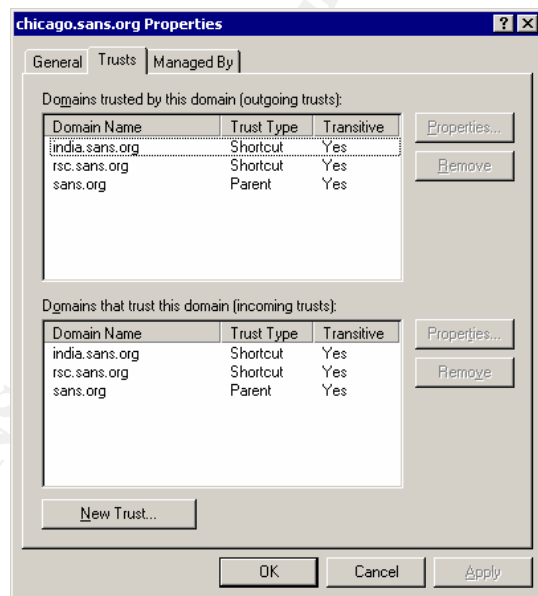 chicago.sans.org Properties
General Trusts Managed By
Domains trusted by this domain (outgoing trusts):
Domain Name Trust Type Transitive
india.sans.org Shortcut Yes
rsc.sans.org Shortcut Yes
sans.org Parent Yes
Properties...
Remove
Domains that trust this domain (incoming trusts):
Domain Name Trust Type Transitive
india.sans.org Shortcut Yes
rsc.sans.org Shortcut Yes
sans.org Parent Yes
Properties...
Remove
New Trust...
OK Cancel Apply